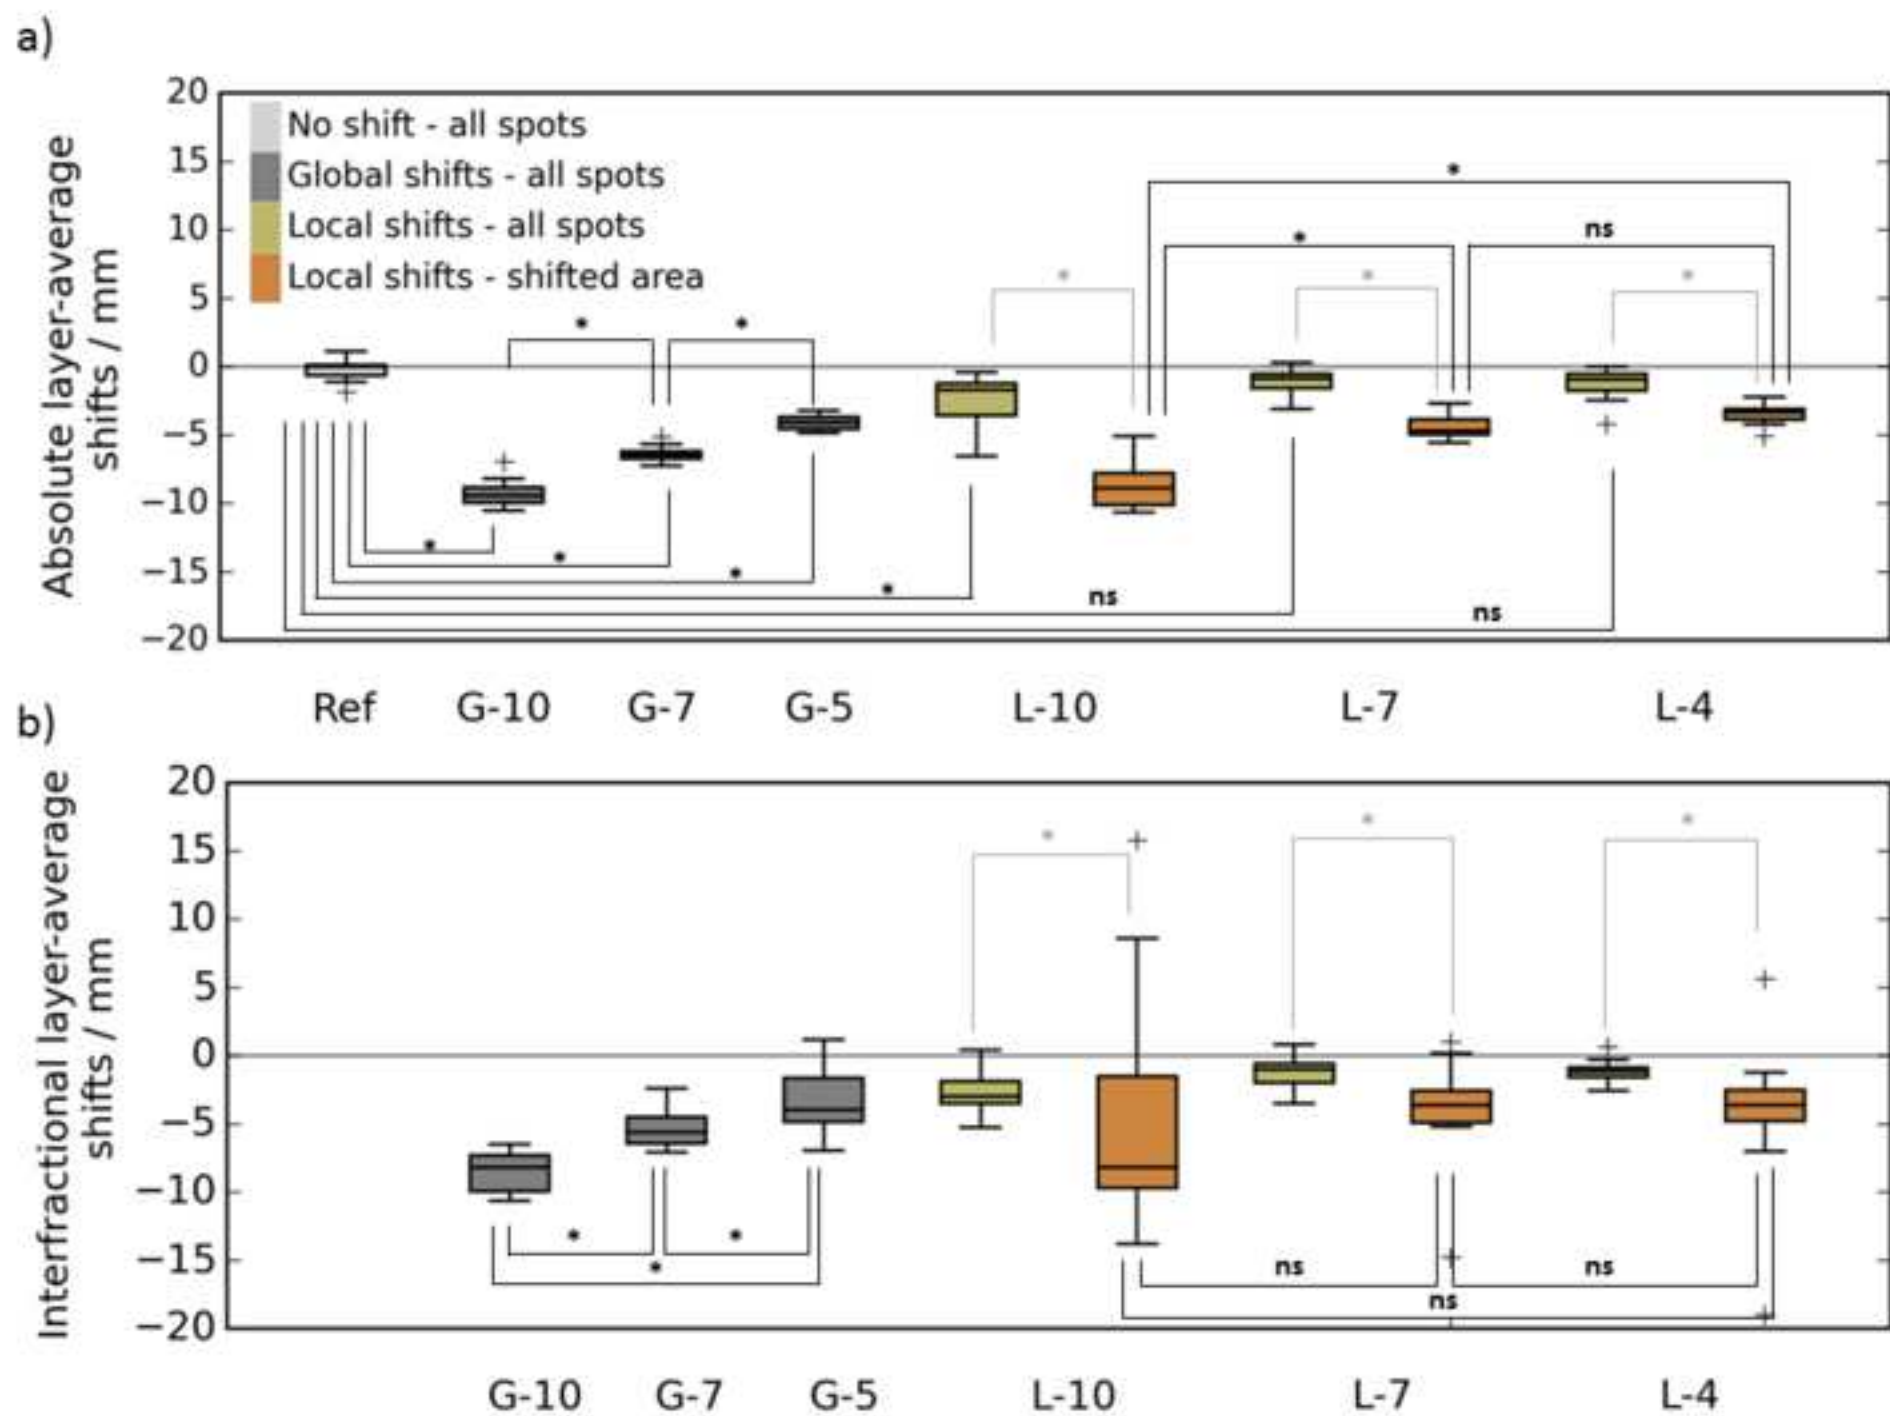 a)
Absolute layer-average
shifts / mm
20
15
10
5
0
−5
−10
−15
−20
No shift - all spots
Global shifts - all spots
Local shifts - all spots
Local shifts - shifted area
*
*
ns
*
*
*
*
*
*
*
*
*
ns
ns
Ref G-10 G-7 G-5 L-10 L-7 L-4
b)
Interfractional layer-average
shifts / mm
20
15
10
5
0
−5
−10
−15
−20
*
*
*
*
*
*
ns
ns
ns
G-10 G-7 G-5 L-10 L-7 L-4